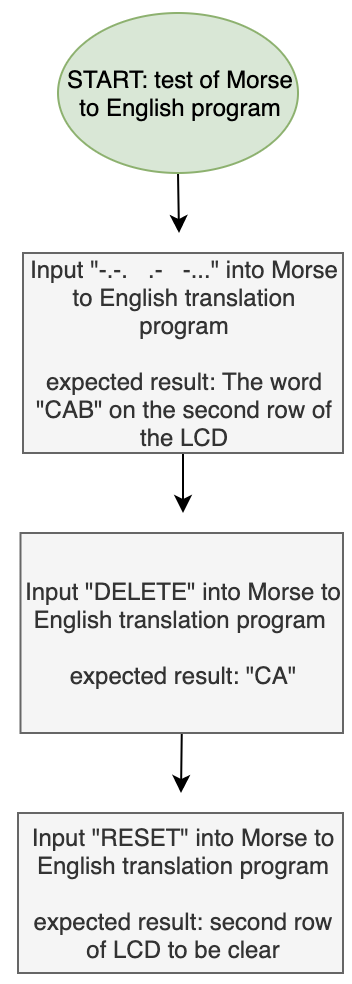 START: test of Morse
to English program
Input "-.-.   .-   -..." into Morse
to English translation
program
expected result: The word
"CAB" on the second row of
the LCD
Input "DELETE" into Morse to
English translation program
expected result: "CA"
Input "RESET" into Morse to
English translation program
expected result: second row
of LCD to be clear